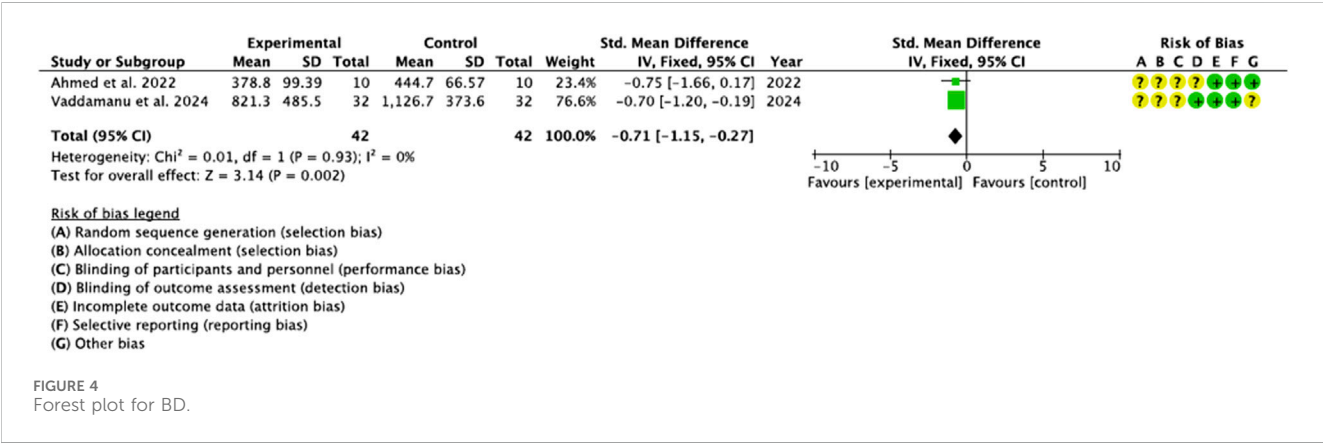 Experimental Control Std. Mean Difference Std. Mean Difference Risk of Bias
Study or Subgroup Mean SD Total Mean SD Total Weight IV, Fixed, 95% CI Year IV, Fixed, 95% CI A B C D E F G
Ahmed et al. 2022 378.8 99.39 10 444.7 66.57 10 23.4% -0.75 [-1.66, 0.17] 2022 ? ? ? ? + + +
Vaddamanu et al. 2024 821.3 485.5 32 1,126.7 373.6 32 76.6% -0.70 [-1.20, -0.19] 2024 ? ? ? + + + ?
Total (95% CI) 42 42 100.0% -0.71 [-1.15, -0.27]
Heterogeneity: Chi² = 0.01, df = 1 (P = 0.93); I² = 0%
Test for overall effect: Z = 3.14 (P = 0.002)
-10 -5 0 5 10
Favours [experimental] Favours [control]
Risk of bias legend
(A) Random sequence generation (selection bias)
(B) Allocation concealment (selection bias)
(C) Blinding of participants and personnel (performance bias)
(D) Blinding of outcome assessment (detection bias)
(E) Incomplete outcome data (attrition bias)
(F) Selective reporting (reporting bias)
(G) Other bias
FIGURE 4
Forest plot for BD.